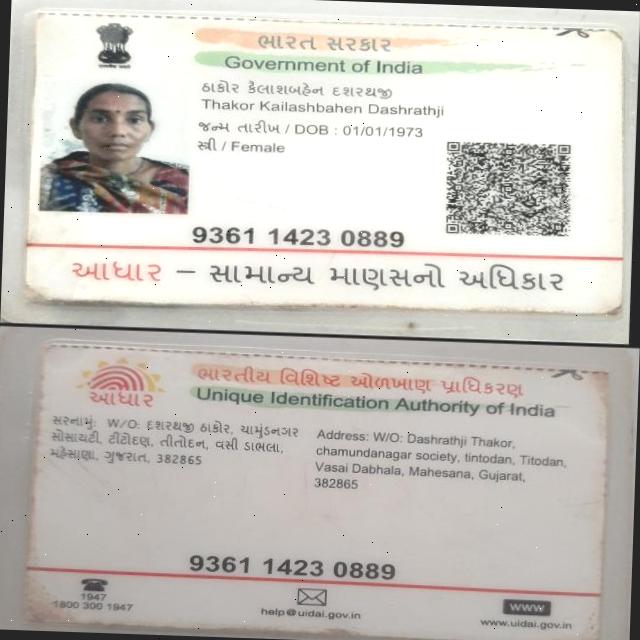 ભારત સરકાર
Government of India
ઠાકોર કૈલાશબહેન દશરથજી
Thakor Kailashbahen Dashrathji
જન્મ તારીખ / DOB : 01/01/1973
સ્ત્રી / Female
9361 1423 0889
આધાર – સામાન્ય માણસનો અધિકાર
આધાર
ભારતીય વિશિષ્ટ ઓળખાણ પ્રાધિકરણ
Unique Identification Authority of India
સરનામું: W/O: દશરથજી ઠાકોર, ચામુંડનગર
સોસાયટી, ટીંટોદણ, તીતોદન, વસી ડાભલા,
મહેસાણા, ગુજરાત, 382865
Address: W/O: Dashrathji Thakor,
chamundanagar society, tintodan, Titodan,
Vasai Dabhala, Mahesana, Gujarat,
382865
9361 1423 0889
1947
1800 300 1947
help@uidai.gov.in
www
www.uidai.gov.in